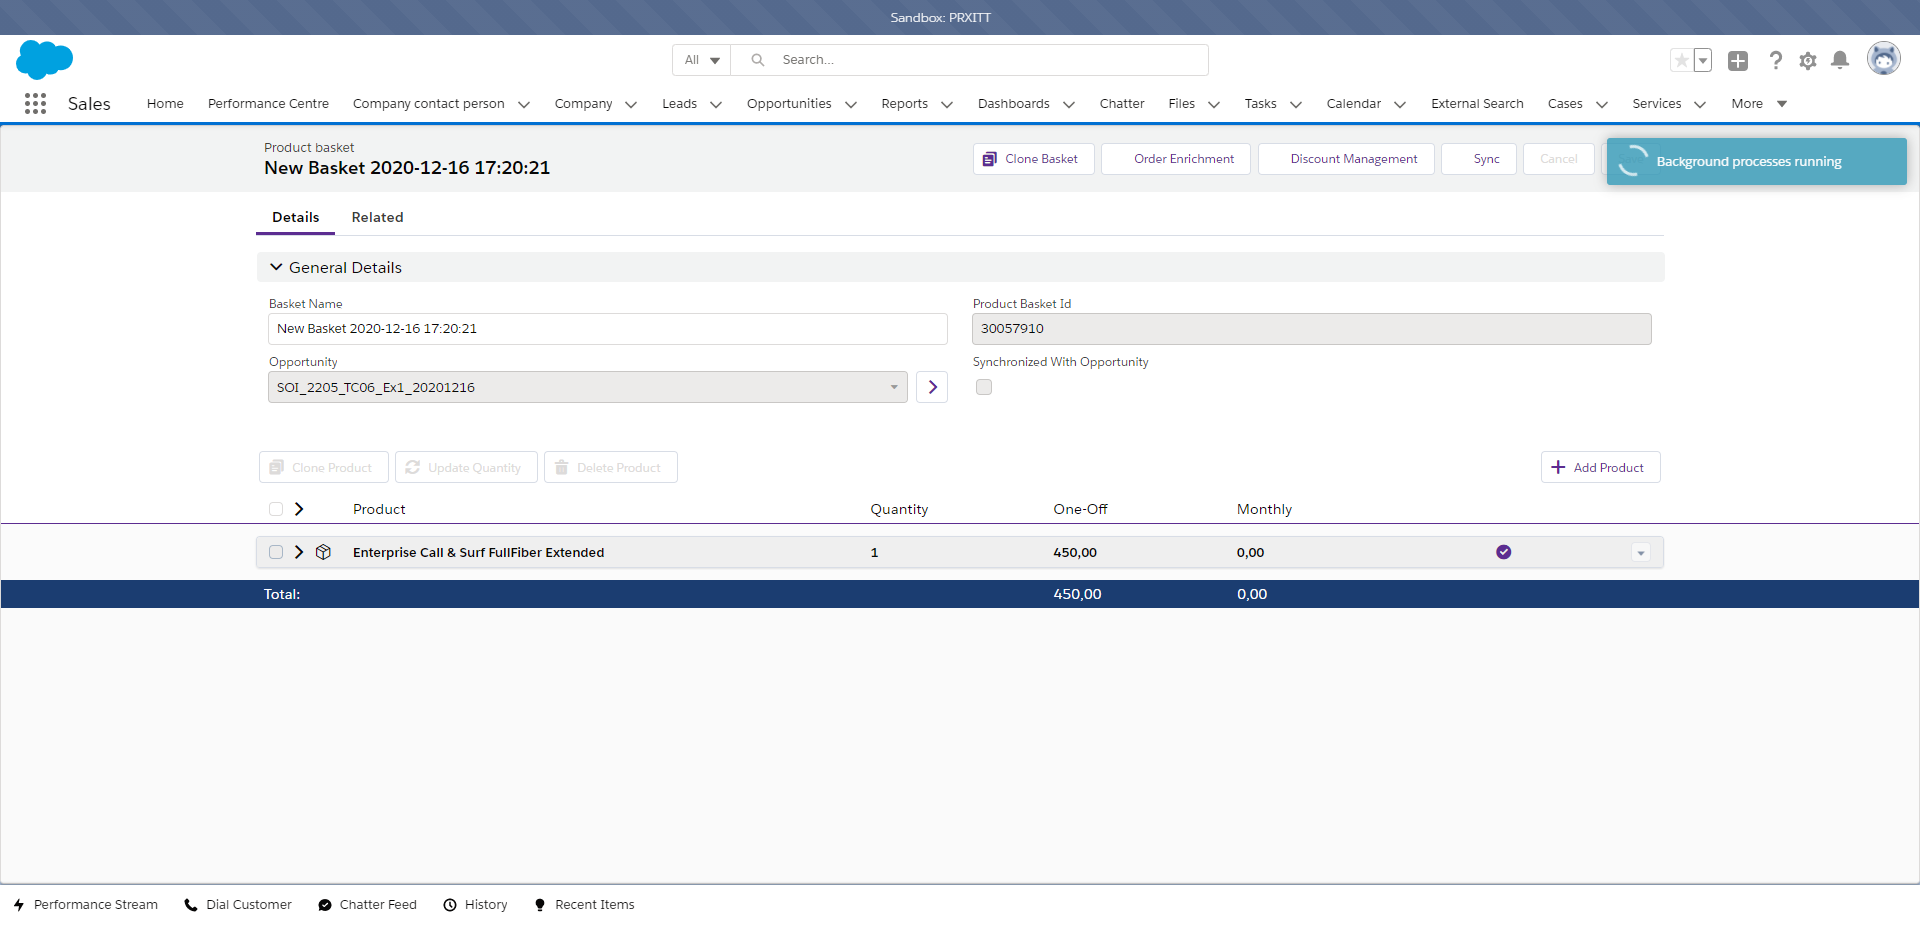 Sandbox: PRXITT
All
Search...
Sales
Home
Performance Centre
Company contact person
Company
Leads
Opportunities
Reports
Dashboards
Chatter
Files
Tasks
Calendar
External Search
Cases
Services
More
Product basket
New Basket 2020-12-16 17:20:21
Clone Basket
Order Enrichment
Discount Management
Sync
Cancel
Background processes running
Details
Related
General Details
Basket Name
Product Basket Id
New Basket 2020-12-16 17:20:21
30057910
Opportunity
Synchronized With Opportunity
SOI_2205_TC06_Ex1_20201216
Clone Product
Update Quantity
Delete Product
Add Product
Product
Quantity
One-Off
Monthly
Enterprise Call & Surf FullFiber Extended
1
450,00
0,00
Total:
450,00
0,00
Performance Stream
Dial Customer
Chatter Feed
History
Recent Items